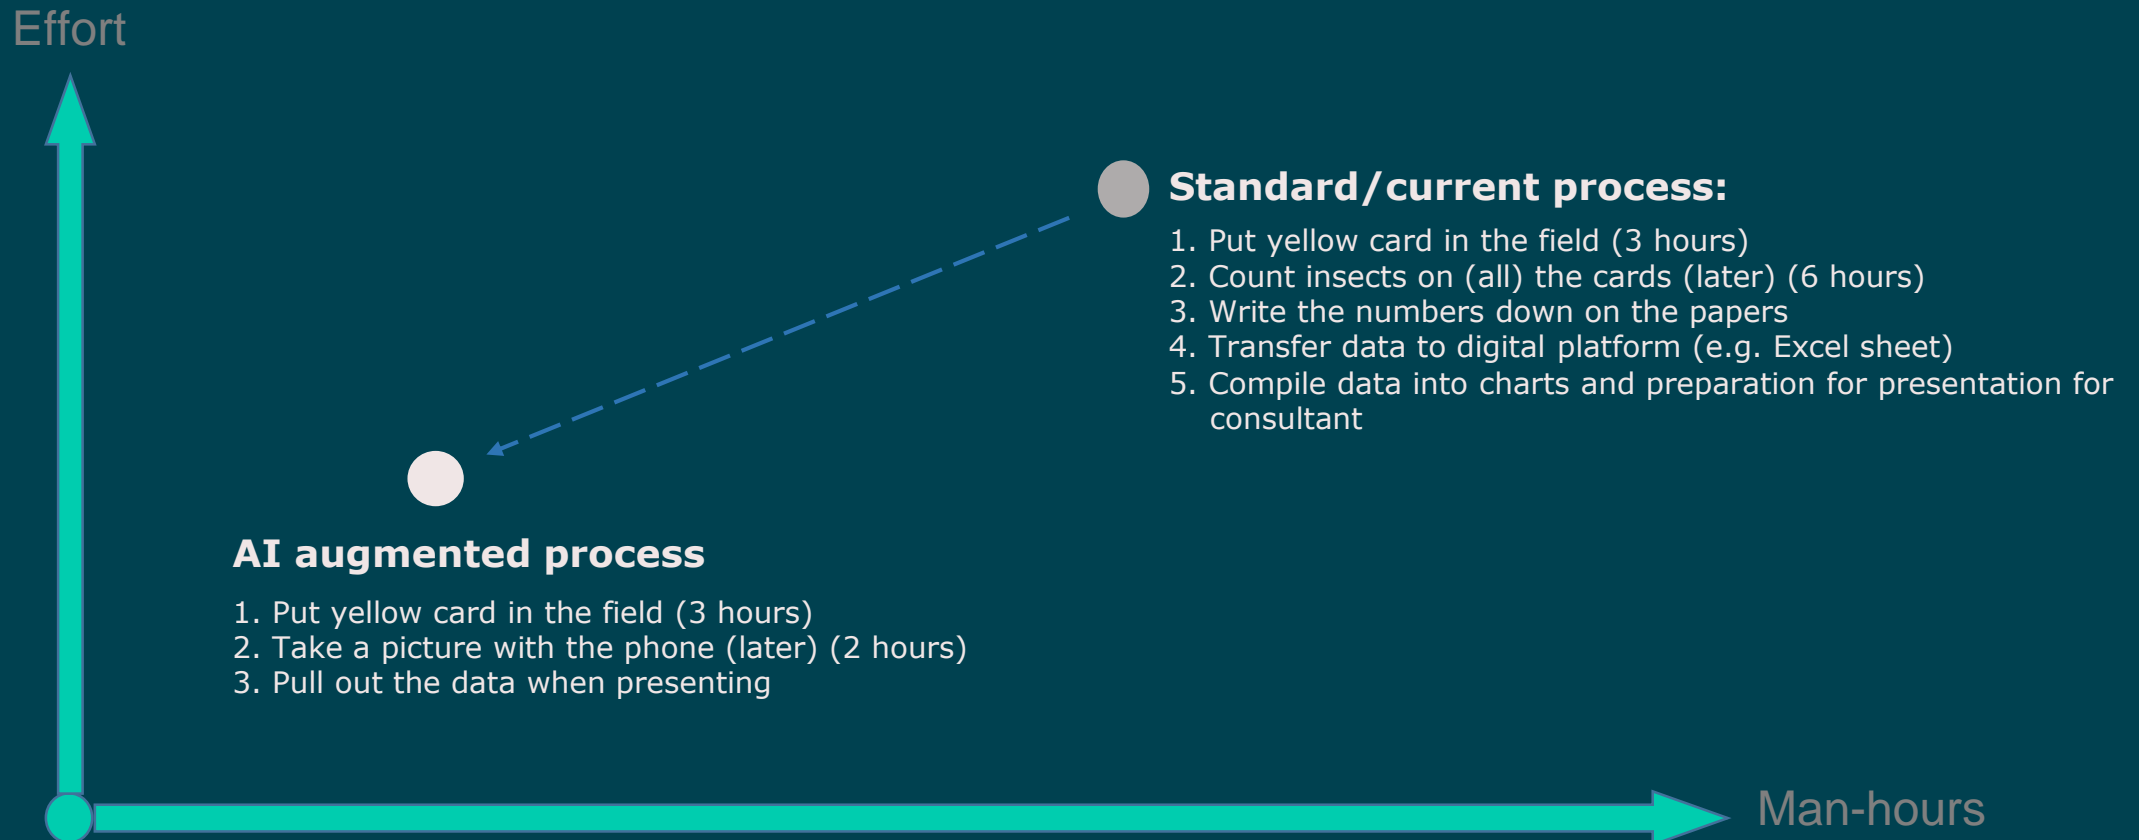 Effort
Standard/current process:
1. Put yellow card in the field (3 hours)
2. Count insects on (all) the cards (later) (6 hours)
3. Write the numbers down on the papers
4. Transfer data to digital platform (e.g. Excel sheet)
5. Compile data into charts and preparation for presentation for
consultant
AI augmented process
1. Put yellow card in the field (3 hours)
2. Take a picture with the phone (later) (2 hours)
3. Pull out the data when presenting
Man-hours